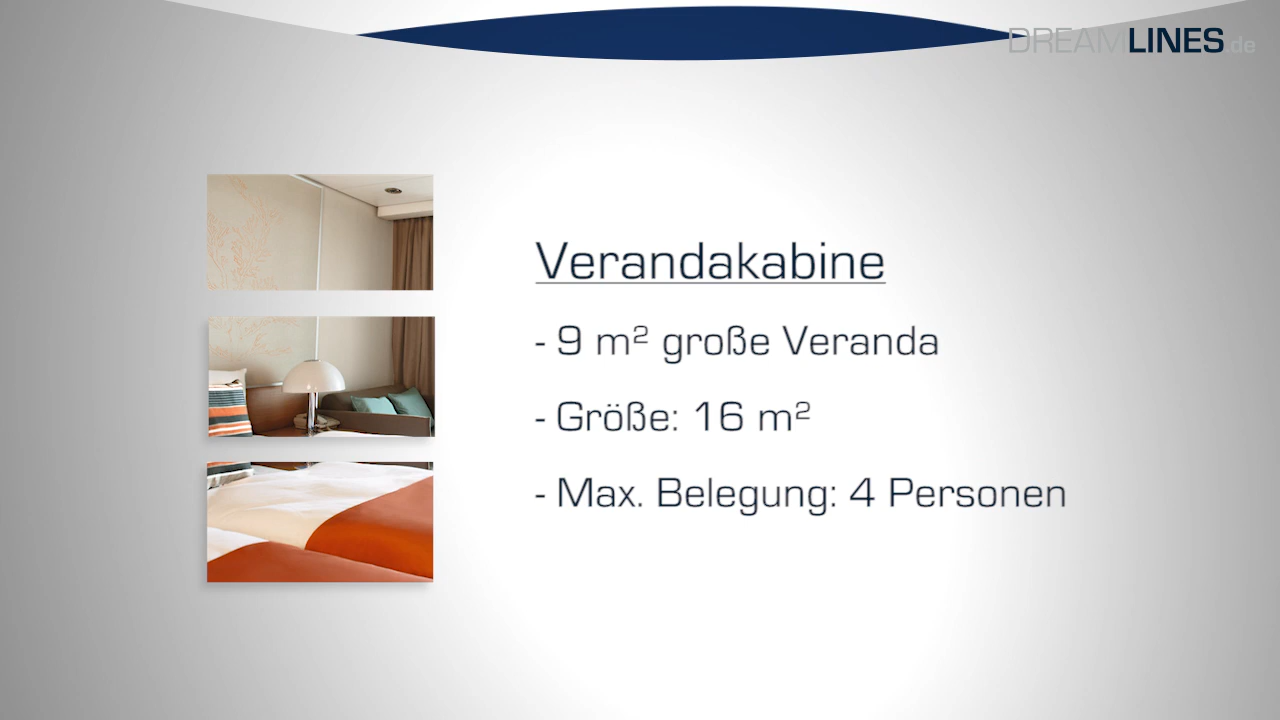 DREAMLINES.de
Verandakabine
- 9 m² große Veranda
- Größe: 16 m²
- Max. Belegung: 4 Personen